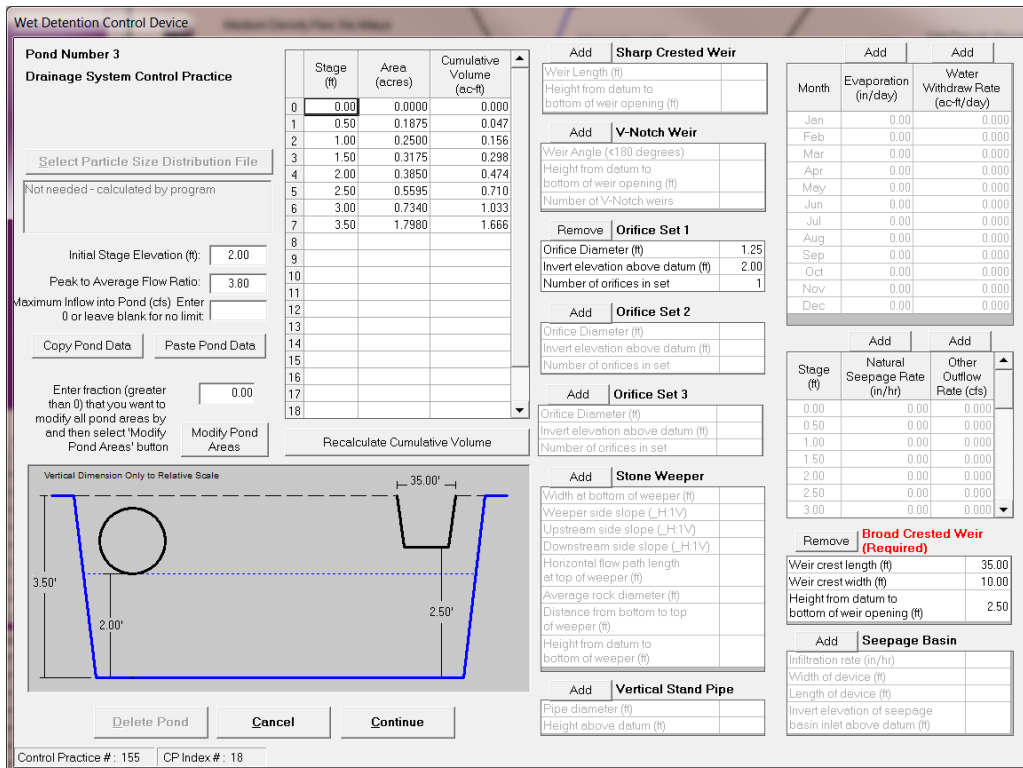 Wet Detention Control Device
Pond Number 3
Drainage System Control Practice
Select Particle Size Distribution File
Not needed - calculated by program
Initial Stage Elevation (ft): 2.00
Peak to Average Flow Ratio: 3.80
Maximum Inflow into Pond (cfs) Enter
0 or leave blank for no limit:
Copy Pond Data Paste Pond Data
Enter fraction (greater 0.00
than 0) that you want to
modify all pond areas by
and then select 'Modify
Pond Areas' button
Modify Pond
Areas
Stage
(ft)
Area
(acres)
Cumulative
Volume
(ac-ft)
0 0.00 0.0000 0.000
1 0.50 0.1875 0.047
2 1.00 0.2500 0.156
3 1.50 0.3175 0.298
4 2.00 0.3850 0.474
5 2.50 0.5595 0.710
6 3.00 0.7340 1.033
7 3.50 1.7980 1.666
8
9
10
11
12
13
14
15
16
17
18
Recalculate Cumulative Volume
Vertical Dimension Only to Relative Scale
35.00'
3.50'
2.00'
2.50'
Delete Pond Cancel Continue
Control Practice # : 155 CP Index # : 18
Add Sharp Crested Weir
Weir Length (ft)
Height from datum to
bottom of weir opening (ft)
Add V-Notch Weir
Weir Angle (<180 degrees)
Height from datum to
bottom of weir opening (ft)
Number of V-Notch weirs
Remove Orifice Set 1
Orifice Diameter (ft) 1.25
Invert elevation above datum (ft) 2.00
Number of orifices in set 1
Add Orifice Set 2
Orifice Diameter (ft)
Invert elevation above datum (ft)
Number of orifices in set
Add Orifice Set 3
Orifice Diameter (ft)
Invert elevation above datum (ft)
Number of orifices in set
Add Stone Weeper
Width at bottom of weeper (ft)
Weeper side slope (_H:1V)
Upstream side slope (_H:1V)
Downstream side slope (_H:1V)
Horizontal flow path length
at top of weeper (ft)
Average rock diameter (ft)
Distance from bottom to top
of weeper (ft)
Height from datum to
bottom of weeper (ft)
Add Vertical Stand Pipe
Pipe diameter (ft)
Height above datum (ft)
Add Add
Month
Evaporation
(in/day)
Water
Withdraw Rate
(ac-ft/day)
Jan 0.00 0.000
Feb 0.00 0.000
Mar 0.00 0.000
Apr 0.00 0.000
May 0.00 0.000
Jun 0.00 0.000
Jul 0.00 0.000
Aug 0.00 0.000
Sep 0.00 0.000
Oct 0.00 0.000
Nov 0.00 0.000
Dec 0.00 0.000
Add Add
Stage
(ft)
Natural
Seepage Rate
(in/hr)
Other
Outflow
Rate (cfs)
0.00 0.00 0.000
0.50 0.00 0.000
1.00 0.00 0.000
1.50 0.00 0.000
2.00 0.00 0.000
2.50 0.00 0.000
3.00 0.00 0.000
Remove Broad Crested Weir
(Required)
Weir crest length (ft) 35.00
Weir crest width (ft) 10.00
Height from datum to
bottom of weir opening (ft) 2.50
Add Seepage Basin
Infiltration rate (in/hr)
Width of device (ft)
Length of device (ft)
Invert elevation of seepage
basin inlet above datum (ft)